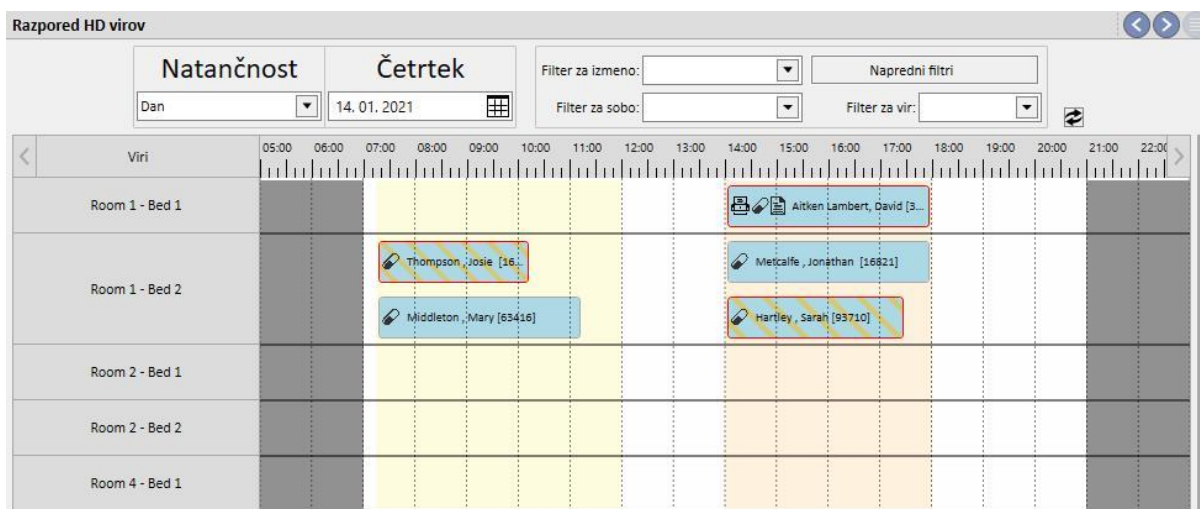 Razpored HD virov
Natančnost
Četrtek
Filter za izmeno:
Napredni filtri
Dan
14. 01. 2021
Filter za sobo:
Filter za vir:
Viri
05:00 06:00 07:00 08:00 09:00 10:00 11:00 12:00 13:00 14:00 15:00 16:00 17:00 18:00 19:00 20:00 21:00 22:00
Room 1 - Bed 1
Aitken Lambert, David [3...
Room 1 - Bed 2
Thompson , Josie [16...
Metcalfe , Jonathan [16821]
Middleton , Mary [63416]
Hartley , Sarah [93710]
Room 2 - Bed 1
Room 2 - Bed 2
Room 4 - Bed 1